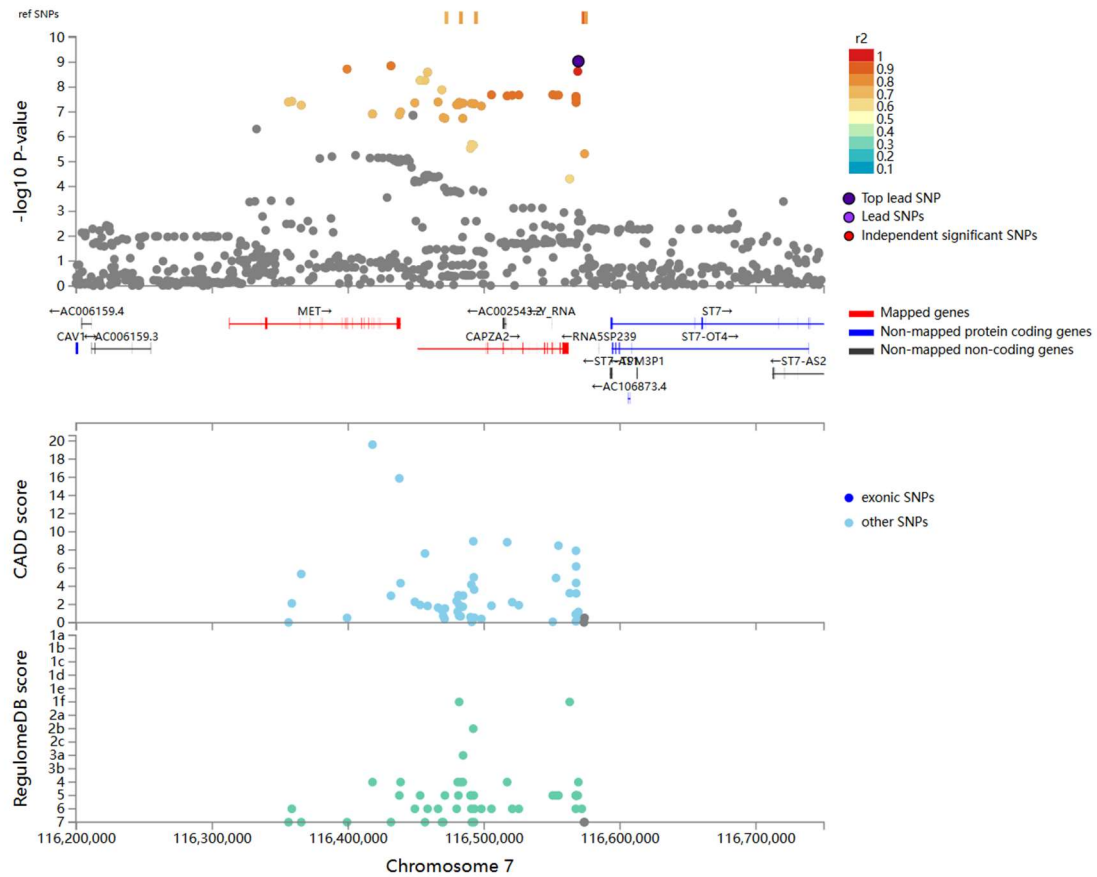 ref SNPs
10
9
8
7
6
5
4
3
2
1
0
-log10 P-value
r2
1
0.9
0.8
0.7
0.6
0.5
0.4
0.3
0.2
0.1
Top lead SNP
Lead SNPs
Independent significant SNPs
←AC006159.4
MET→
←AC002543.2
Y_RNA
ST7→
CAV1→
←AC006159.3
CAPZA2→
←RNA5SP239
ST7-OT4→
←ST7-AS1
TPM3P1
←ST7-AS2
←AC106873.4
Mapped genes
Non-mapped protein coding genes
Non-mapped non-coding genes
20
18
16
14
12
10
8
6
4
2
0
CADD score
exonic SNPs
other SNPs
1a
1b
1c
1d
1e
1f
2a
2b
2c
3a
3b
4
5
6
7
RegulomeDB score
116,200,000
116,300,000
116,400,000
116,500,000
116,600,000
116,700,000
Chromosome 7